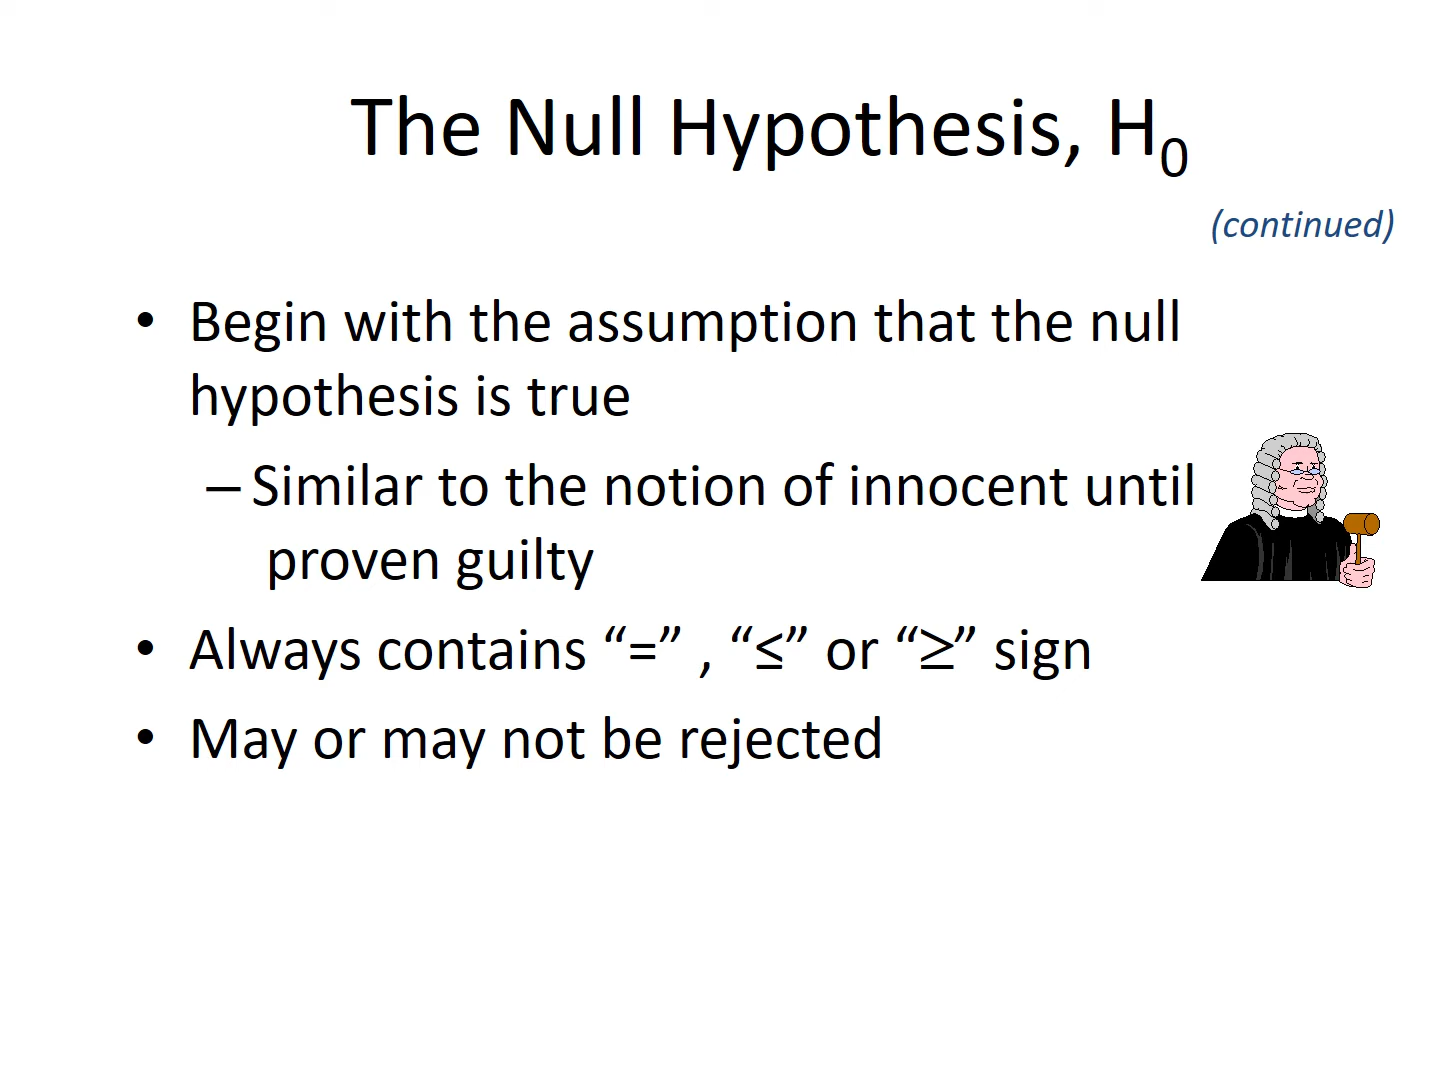 The Null Hypothesis, H₀
(continued)
• Begin with the assumption that the null
hypothesis is true
– Similar to the notion of innocent until
proven guilty
• Always contains “=” , “≤” or “≥” sign
• May or may not be rejected